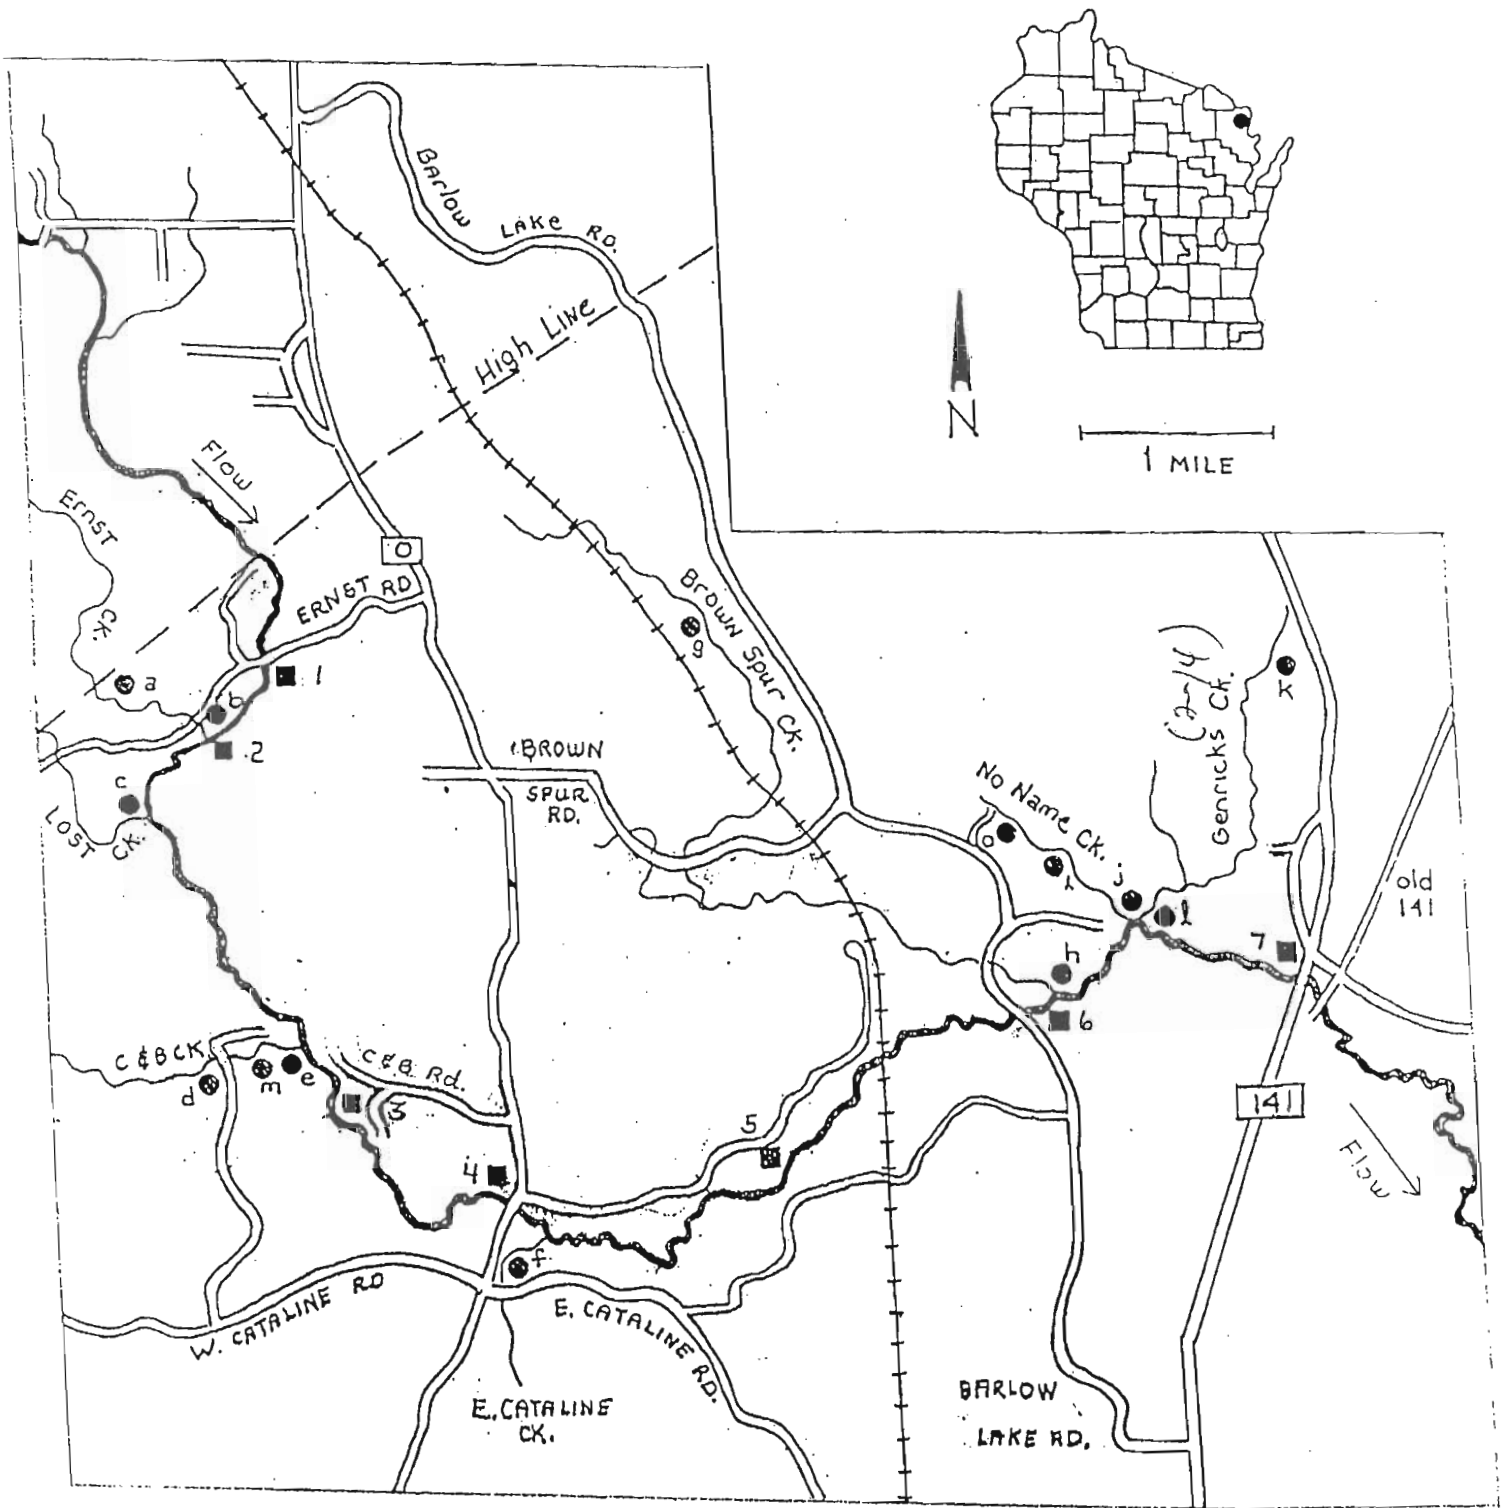 Barlow
LAKe RD.
High Line
N
1 MILE
Flow
Ernst
CK.
O
ERNST RD
a
b
1
2
c
LOST
CK.
Brown Spur CK.
g
BROWN
SPUR
RD.
No Name CK.
o
i
j
l
k
(2-14)
Genricks CK.
old
141
7
h
6
C & B CK.
d
m
e
C & B Rd.
3
4
5
141
Flow
f
W. CATALINE RD
E. CATALINE RD.
E. CATALINE
CK.
BARLOW
LAKE RD.